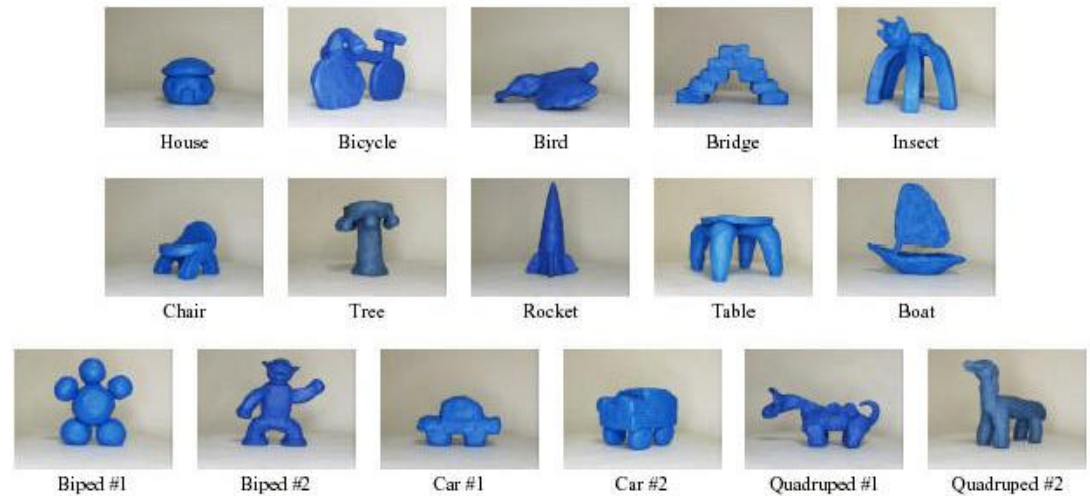 House Bicycle Bird Bridge Insect
Chair Tree Rocket Table Boat
Biped #1 Biped #2 Car #1 Car #2 Quadruped #1 Quadruped #2